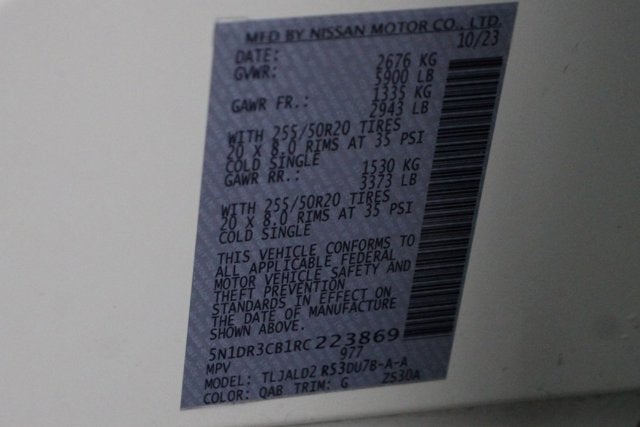 MFD BY NISSAN MOTOR CO., LTD.
DATE: 10/23
GVWR: 2676 KG
5900 LB
GAWR FR.: 1335 KG
2943 LB
WITH 255/50R20 TIRES
20 X 8.0 RIMS AT 35 PSI
COLD SINGLE
GAWR RR.: 1530 KG
3373 LB
WITH 255/50R20 TIRES
20 X 8.0 RIMS AT 35 PSI
COLD SINGLE
THIS VEHICLE CONFORMS TO
ALL APPLICABLE FEDERAL
MOTOR VEHICLE SAFETY AND
THEFT PREVENTION
STANDARDS IN EFFECT ON
THE DATE OF MANUFACTURE
SHOWN ABOVE.
5N1DR3CB1RC223869
MPV 977
MODEL: TLJALD2 R53DU78-A-A
COLOR: QAB TRIM: G ZS30A